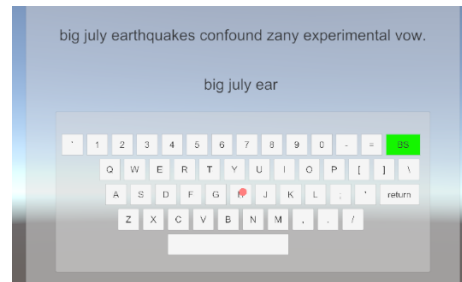 big july earthquakes confound zany experimental vow.
big july ear
` 1 2 3 4 5 6 7 8 9 0 - = BS
Q W E R T Y U I O P [ ] \
A S D F G H J K L ; ' return
Z X C V B N M , . /